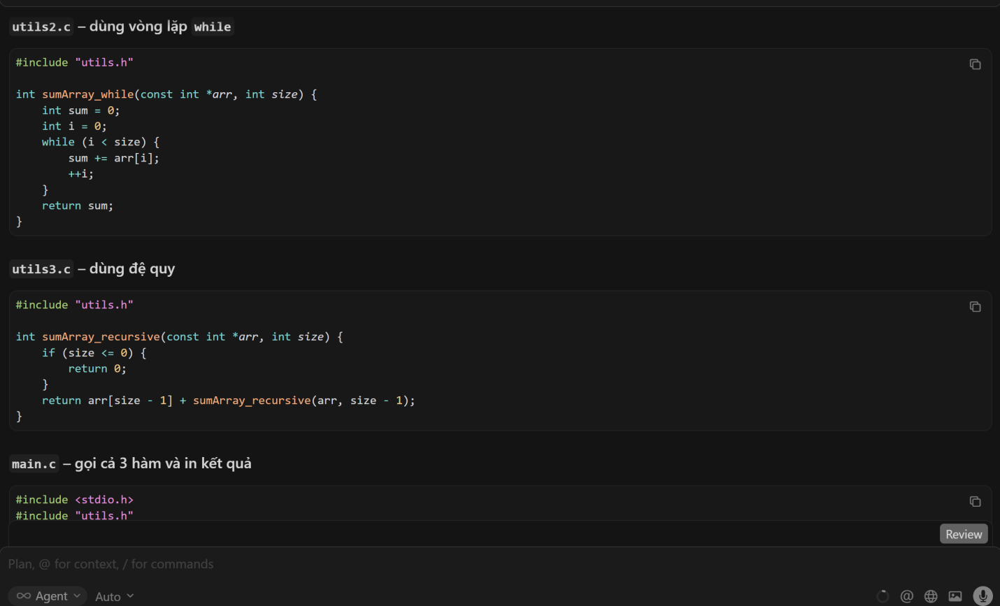 utils2.c – dùng vòng lặp while
#include "utils.h"
int sumArray_while(const int *arr, int size) {
    int sum = 0;
    int i = 0;
    while (i < size) {
        sum += arr[i];
        ++i;
    }
    return sum;
}
utils3.c – dùng đệ quy
#include "utils.h"
int sumArray_recursive(const int *arr, int size) {
    if (size <= 0) {
        return 0;
    }
    return arr[size - 1] + sumArray_recursive(arr, size - 1);
}
main.c – gọi cả 3 hàm và in kết quả
#include <stdio.h>
#include "utils.h"
Review
Plan, @ for context, / for commands
Agent Auto